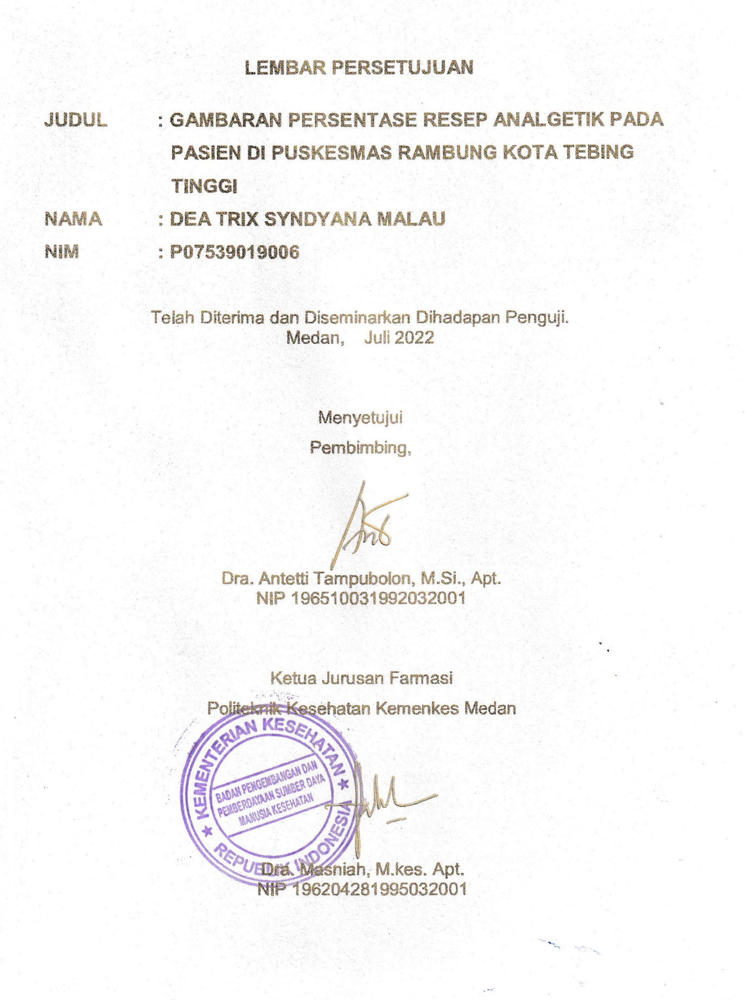 LEMBAR PERSETUJUAN
JUDUL : GAMBARAN PERSENTASE RESEP ANALGETIK PADA
PASIEN DI PUSKESMAS RAMBUNG KOTA TEBING
TINGGI
NAMA : DEA TRIX SYNDYANA MALAU
NIM : P07539019006
Telah Diterima dan Diseminarkan Dihadapan Penguji.
Medan, Juli 2022
Menyetujui
Pembimbing,
Dra. Antetti Tampubolon, M.Si., Apt.
NIP 196510031992032001
Ketua Jurusan Farmasi
Politeknik Kesehatan Kemenkes Medan
KEMENTERIAN KESEHATAN
BADAN PENGEMBANGAN DAN
PEMBERDAYAAN SUMBER DAYA
MANUSIA KESEHATAN
REPUBLIK INDONESIA
Dra. Masniah, M.kes. Apt.
NIP 196204281995032001